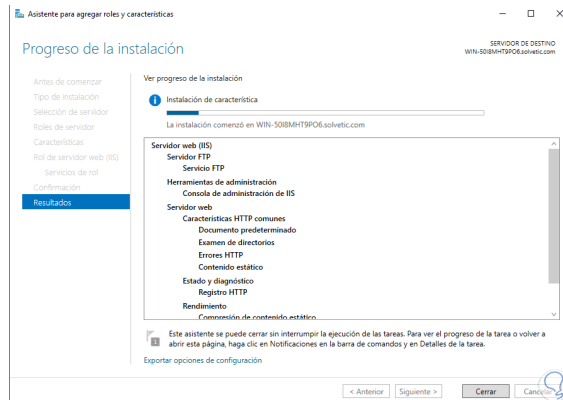 Asistente para agregar roles y características
Progreso de la instalación
SERVIDOR DE DESTINO
WIN-50I8MHT9PO6.solvetic.com
Antes de comenzar
Tipo de instalación
Selección de servidor
Roles de servidor
Características
Rol de servidor web (IIS)
Servicios de rol
Confirmación
Resultados
Ver progreso de la instalación
Instalación de característica
La instalación comenzó en WIN-50I8MHT9PO6.solvetic.com
Servidor web (IIS)
Servidor FTP
Servicio FTP
Herramientas de administración
Consola de administración de IIS
Servidor web
Características HTTP comunes
Documento predeterminado
Examen de directorios
Errores HTTP
Contenido estático
Estado y diagnóstico
Registro HTTP
Rendimiento
Compresión de contenido estático
1
Este asistente se puede cerrar sin interrumpir la ejecución de las tareas. Para ver el progreso de la tarea o volver a
abrir esta página, haga clic en Notificaciones en la barra de comandos y en Detalles de la tarea.
Exportar opciones de configuración
< Anterior
Siguiente >
Cerrar
Cancelar